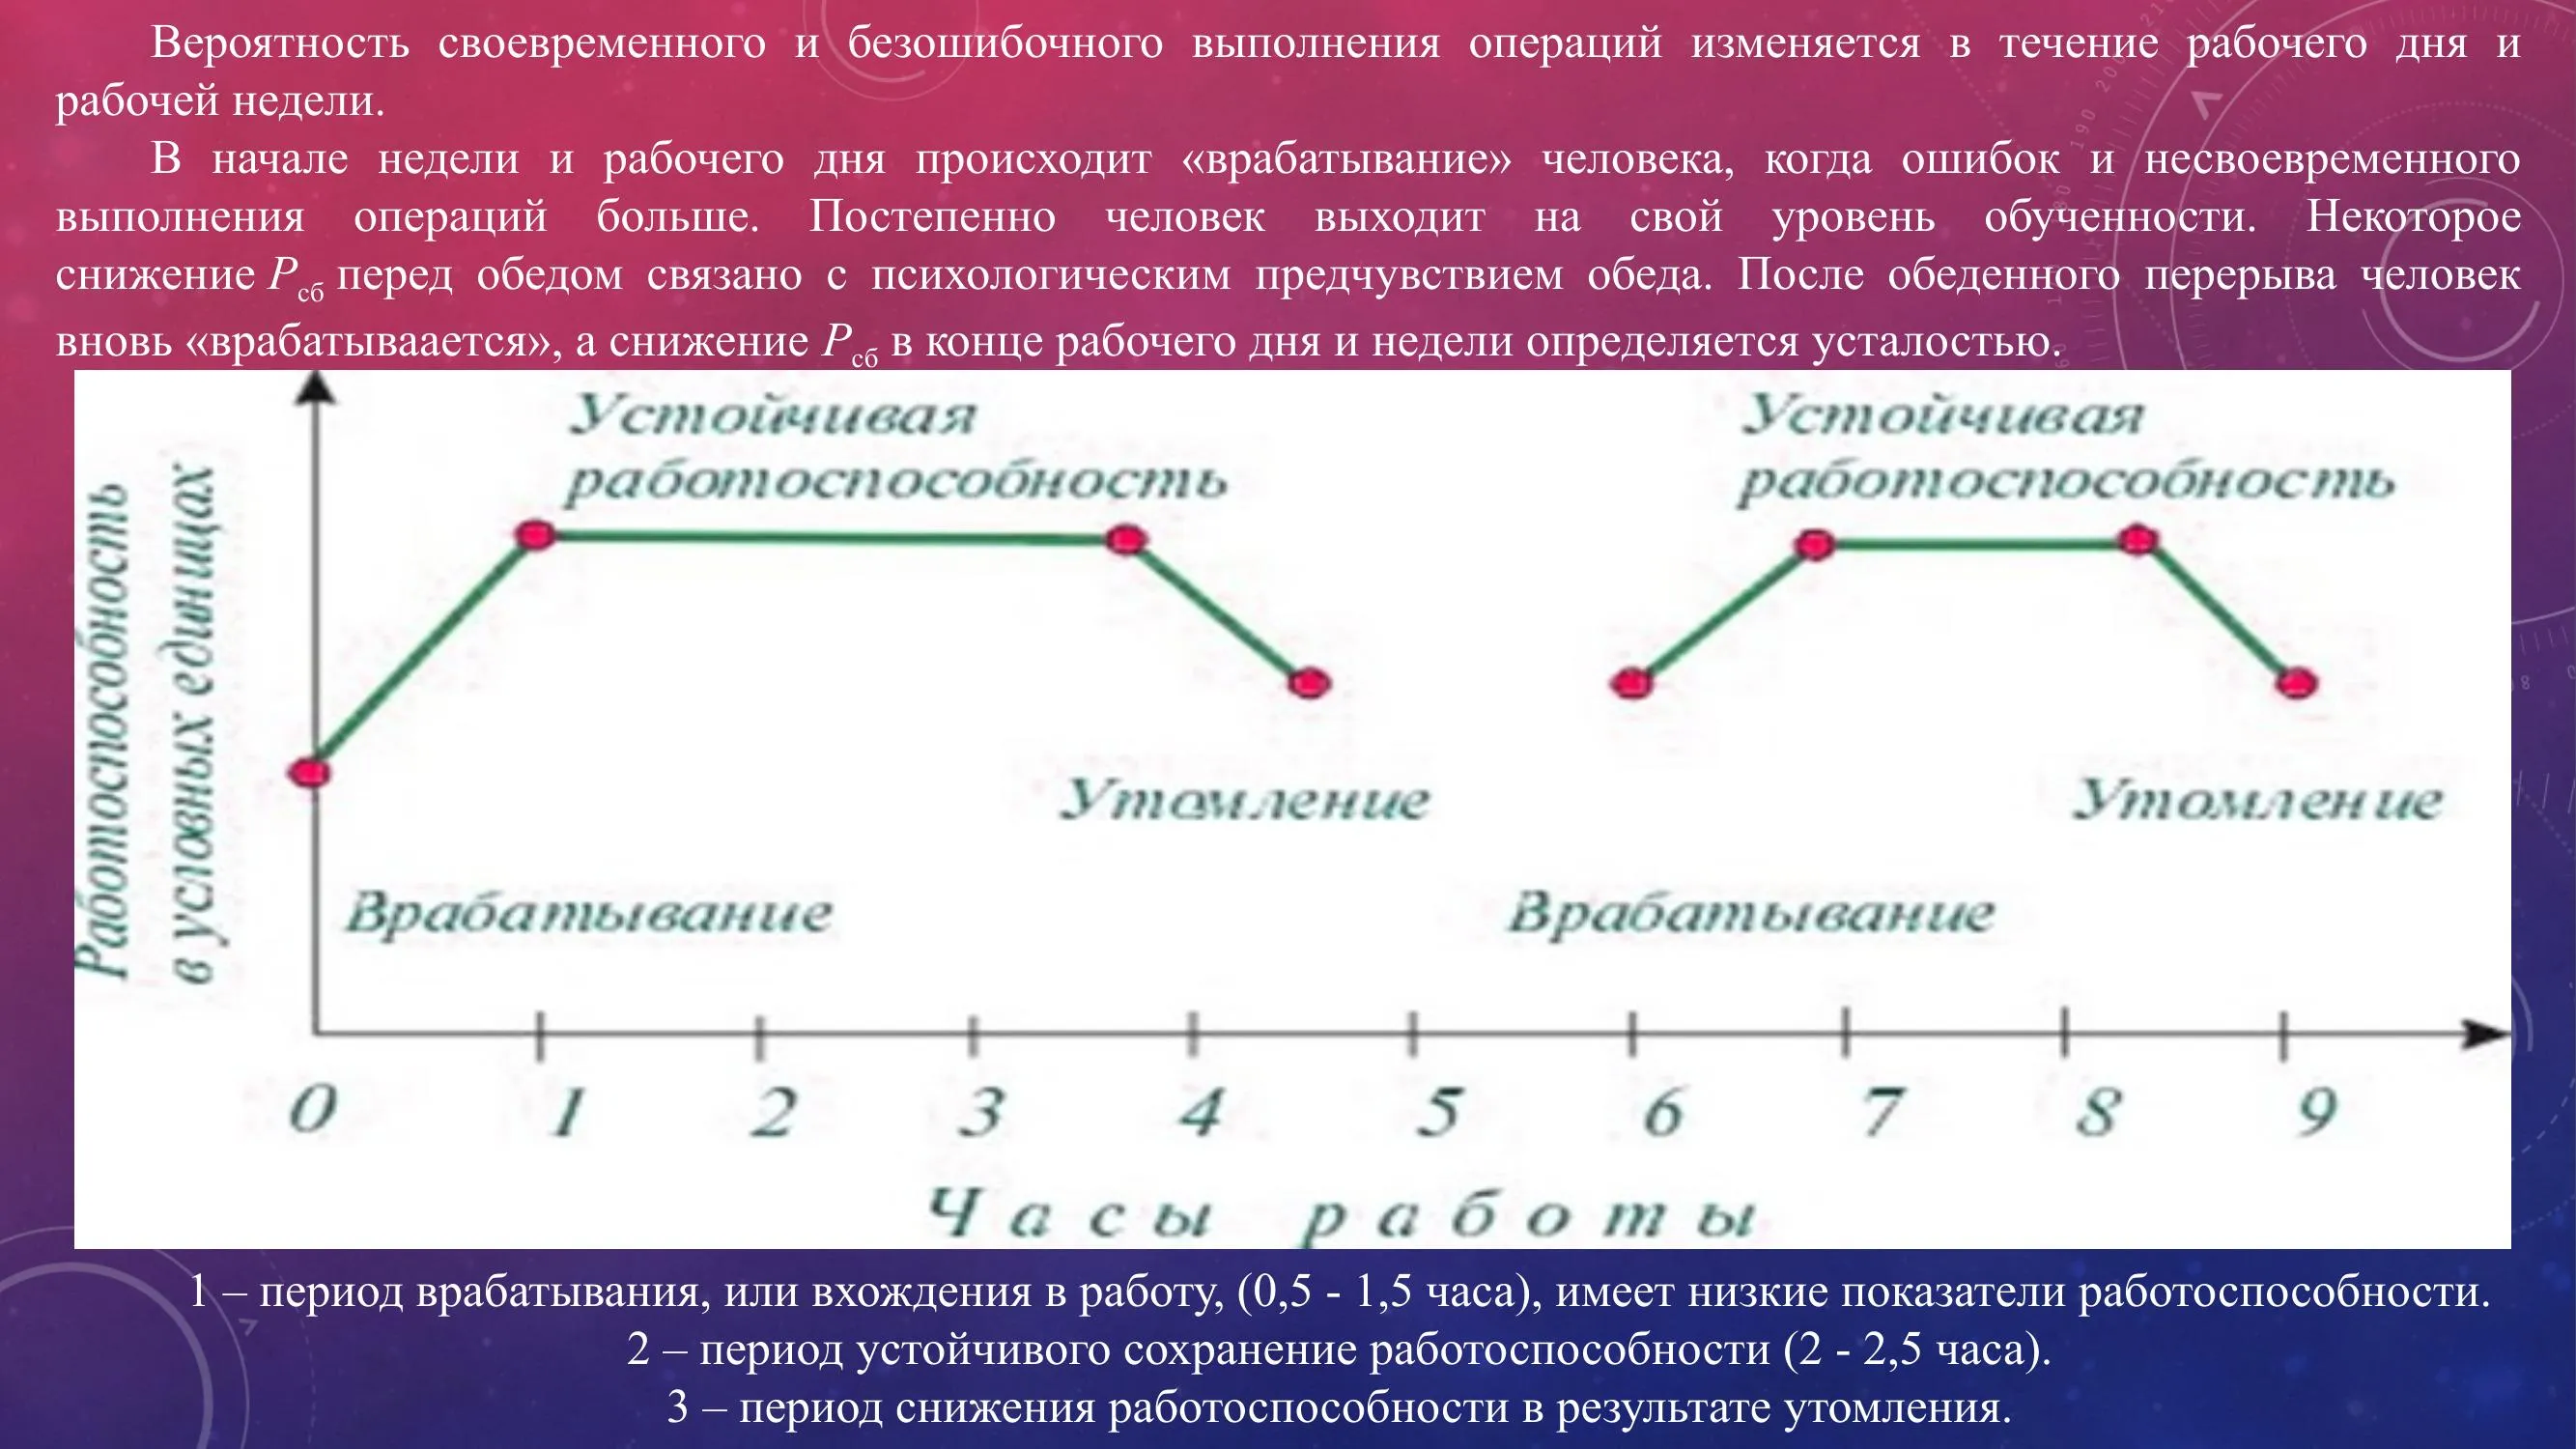 Вероятность своевременного и безошибочного выполнения операций изменяется в течение рабочего дня и
рабочей недели.
В начале недели и рабочего дня происходит «врабатывание» человека, когда ошибок и несвоевременного
выполнения операций больше. Постепенно человек выходит на свой уровень обученности. Некоторое
снижение Pсб перед обедом связано с психологическим предчувствием обеда. После обеденного перерыва человек
вновь «врабатываается», а снижение Pсб в конце рабочего дня и недели определяется усталостью.
Работоспособность
в условных единицах
Устойчивая
работоспособность
Устойчивая
работоспособность
Утомление
Утомление
Врабатывание
Врабатывание
0 1 2 3 4 5 6 7 8 9
Часы работы
1 – период врабатывания, или вхождения в работу, (0,5 - 1,5 часа), имеет низкие показатели работоспособности.
2 – период устойчивого сохранение работоспособности (2 - 2,5 часа).
3 – период снижения работоспособности в результате утомления.